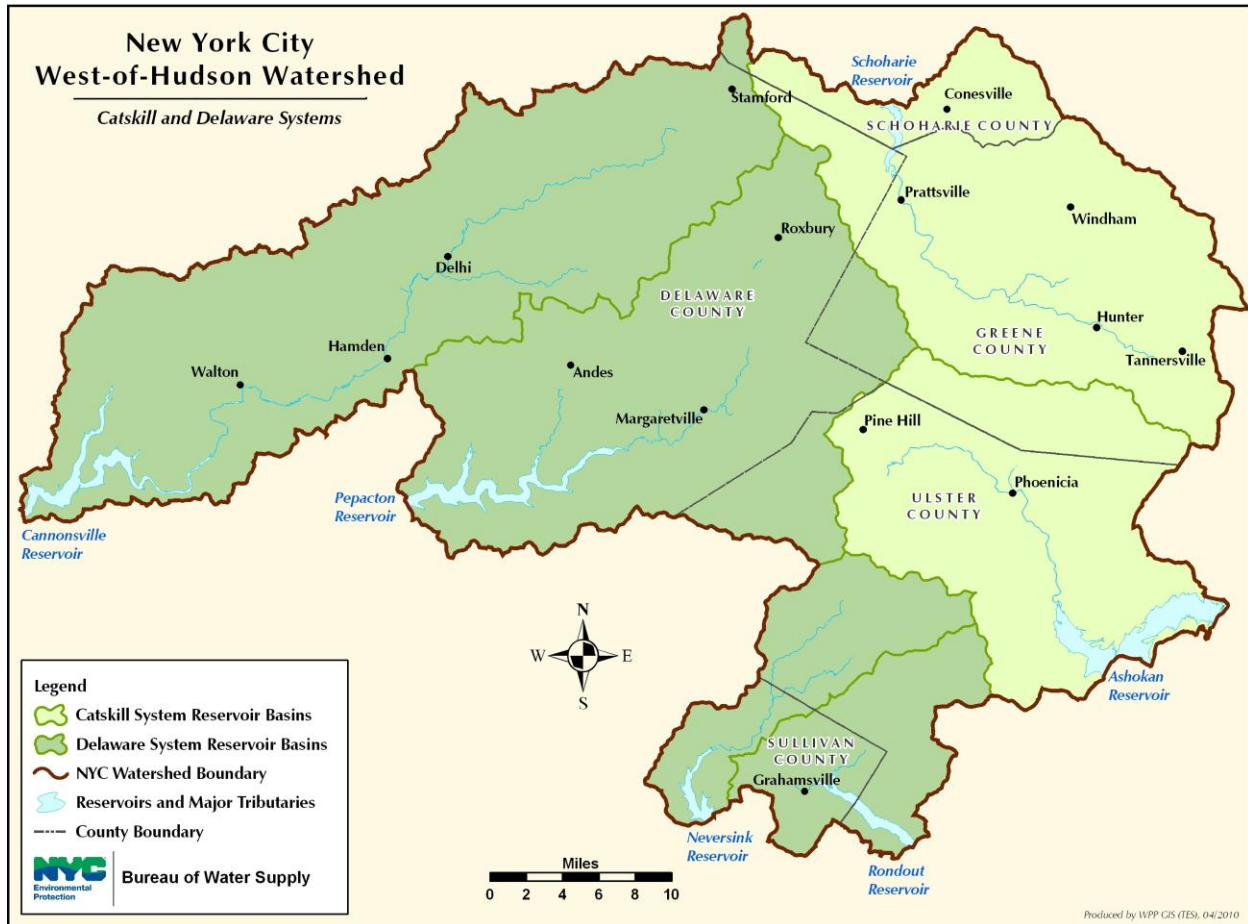 New York City
West-of-Hudson Watershed
Catskill and Delaware Systems
Schoharie
Reservoir
Stamford
Conesville
SCHOHARIE COUNTY
Prattsville
Windham
Roxbury
Delhi
DELAWARE
COUNTY
Hunter
GREENE
COUNTY
Tannersville
Hamden
Walton
Andes
Margaretville
Pine Hill
Phoenicia
ULSTER
COUNTY
Pepacton
Reservoir
Cannonsville
Reservoir
N
W
E
S
Ashokan
Reservoir
SULLIVAN
COUNTY
Grahamsville
Neversink
Reservoir
Rondout
Reservoir
Legend
Catskill System Reservoir Basins
Delaware System Reservoir Basins
NYC Watershed Boundary
Reservoirs and Major Tributaries
County Boundary
NYC
Environmental
Protection
Bureau of Water Supply
Miles
0 2 4 6 8 10
Produced by WPP GIS (TES), 04/2010